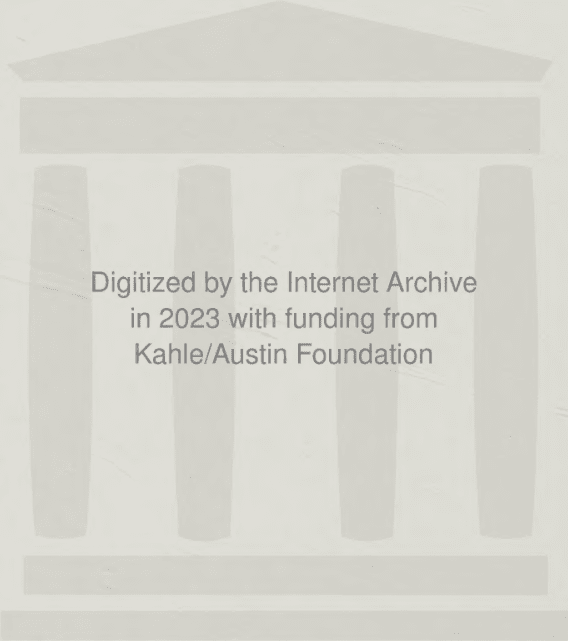 Digitized by the Internet Archive
in 2023 with funding from
Kahle/Austin Foundation